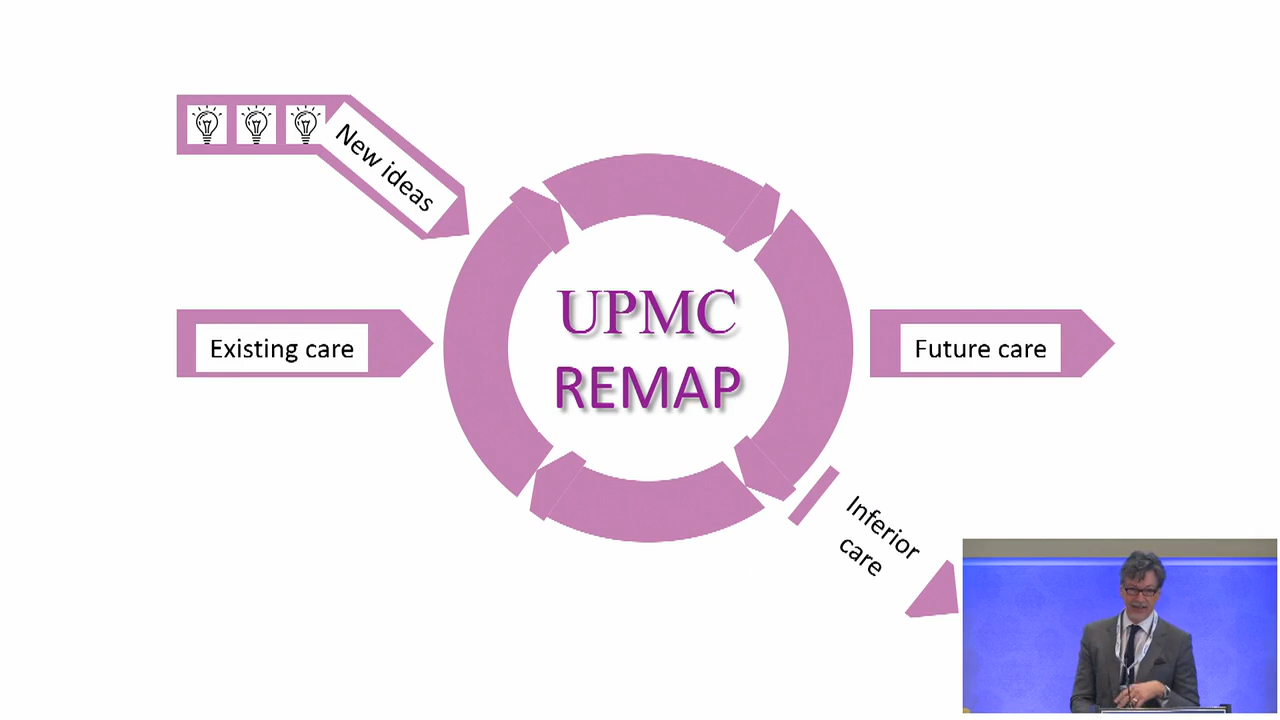 New ideas
Existing care
UPMC
REMAP
Future care
Inferior
care